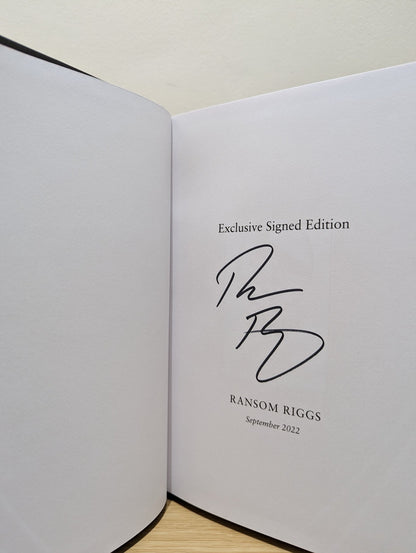 Exclusive Signed Edition
RANSOM RIGGS
September 2022